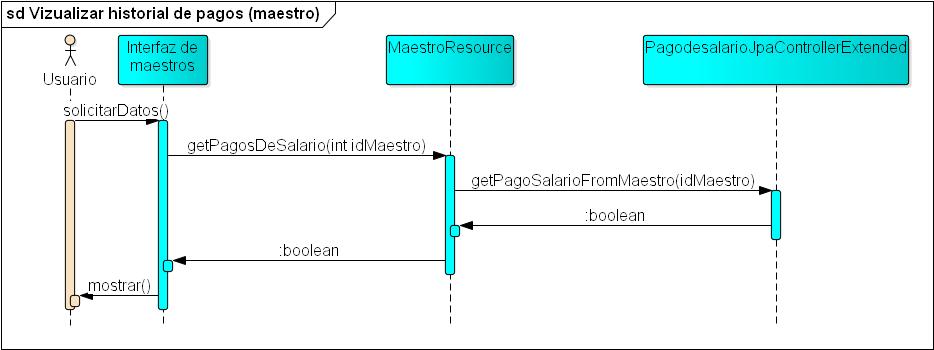 sd Vizualizar historial de pagos (maestro)
Usuario
Interfaz de
maestros
MaestroResource
PagodesalarioJpaControllerExtended
solicitarDatos()
getPagosDeSalario(int idMaestro)
getPagoSalarioFromMaestro(idMaestro)
:boolean
:boolean
mostrar()